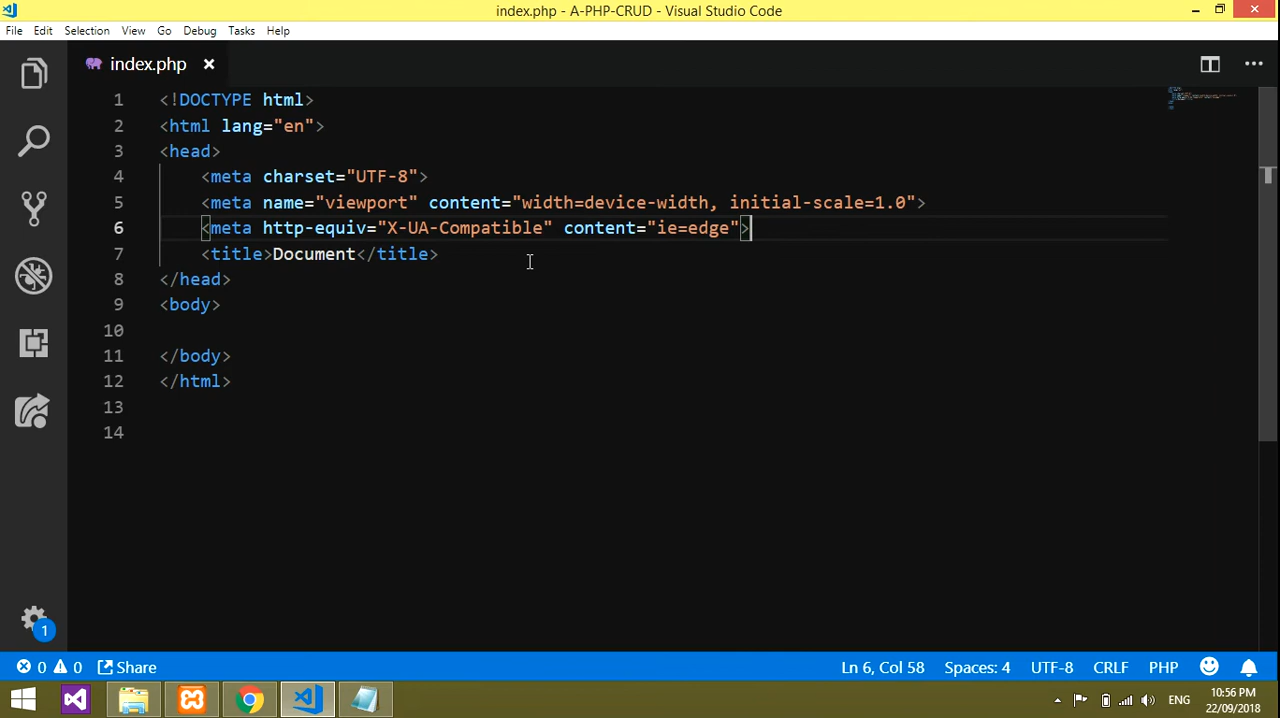 index.php - A-PHP-CRUD - Visual Studio Code
File Edit Selection View Go Debug Tasks Help
index.php
1 <!DOCTYPE html>
2 <html lang="en">
3 <head>
4 <meta charset="UTF-8">
5 <meta name="viewport" content="width=device-width, initial-scale=1.0">
6 <meta http-equiv="X-UA-Compatible" content="ie=edge">
7 <title>Document</title>
8 </head>
9 <body>
10
11 </body>
12 </html>
13
14
1
0 0 Share Ln 6, Col 58 Spaces: 4 UTF-8 CRLF PHP
ENG 10:56 PM
22/09/2018